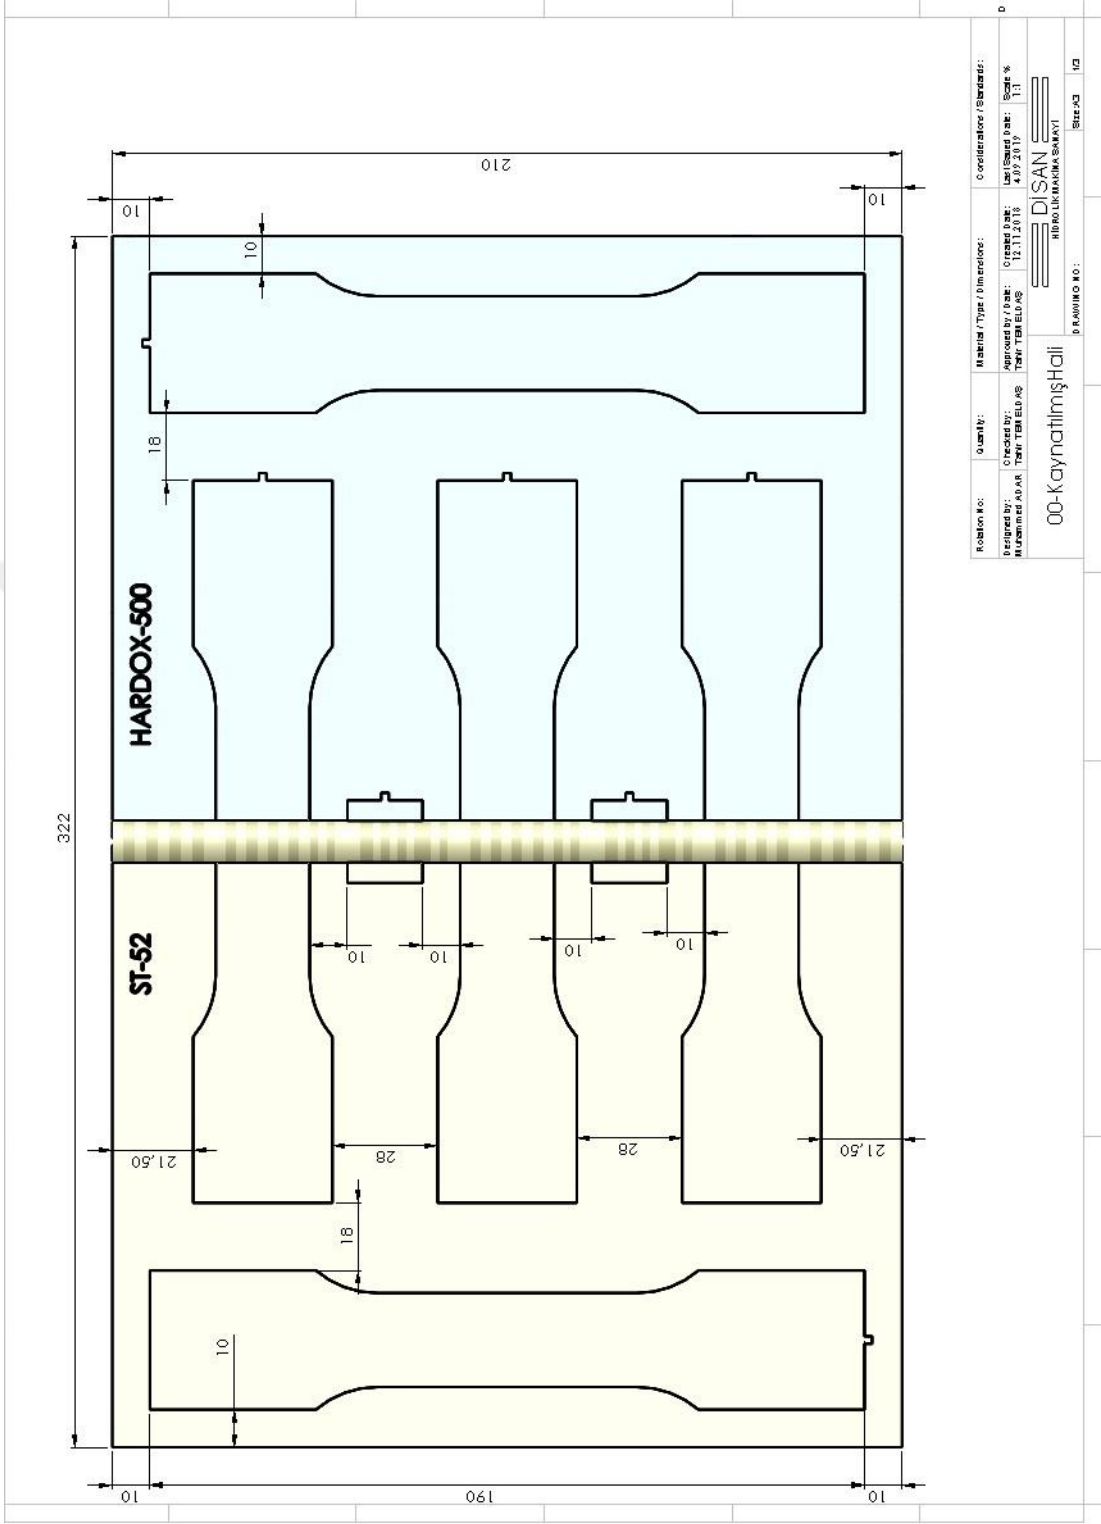 322
210
10
10
10
18
HARDOX-500
ST-52
10
10
10
10
21,50
28
28
21,50
18
10
10
190
10
D
Rotation No:
Quantity:
Material / Type / Dimensions:
Considerations / Standards:
Designed by:
Muhammed ADAR
Checked by:
Tahir TEMELDAŞ
Approved by / Date:
Tahir TEMELDAŞ
Created Date:
12.11.2018
Last Saved Date:
4.09.2019
Scale %
1:1
00-KaynatılmışHali
DİSAN
HİDROLİK MAKİNA SANAYİ
DRAWING NO:
Size:A3
1/3